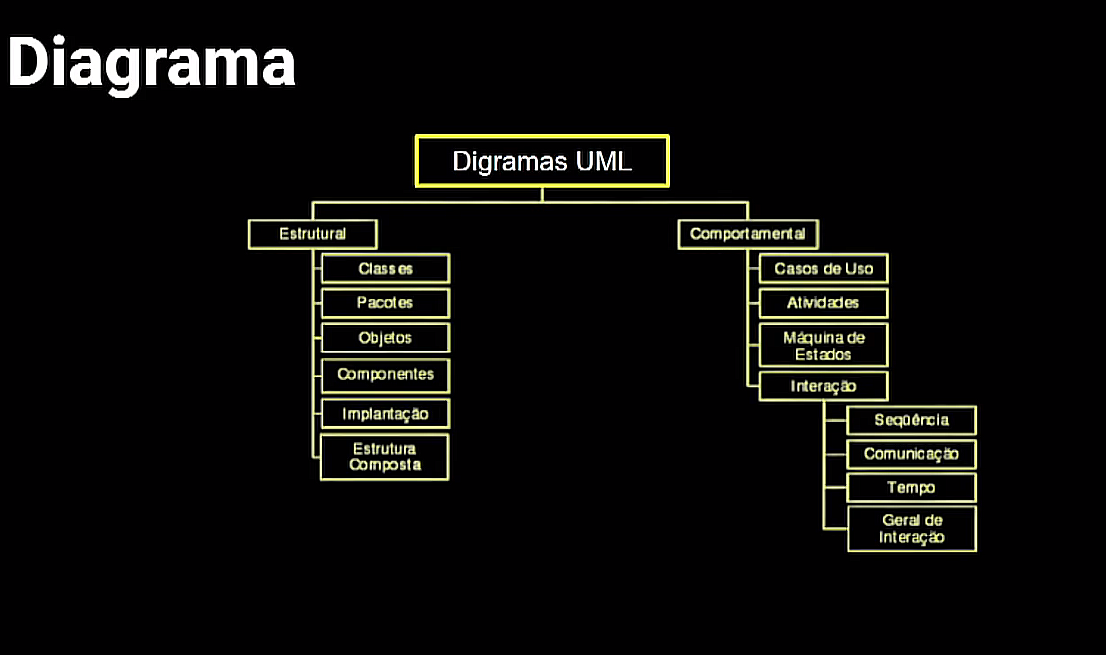 Diagrama
Digramas UML
Estrutural
Classes
Pacotes
Objetos
Componentes
Implantação
Estrutura
Composta
Comportamental
Casos de Uso
Atividades
Máquina de
Estados
Interação
Seqüência
Comunicação
Tempo
Geral de
Interação